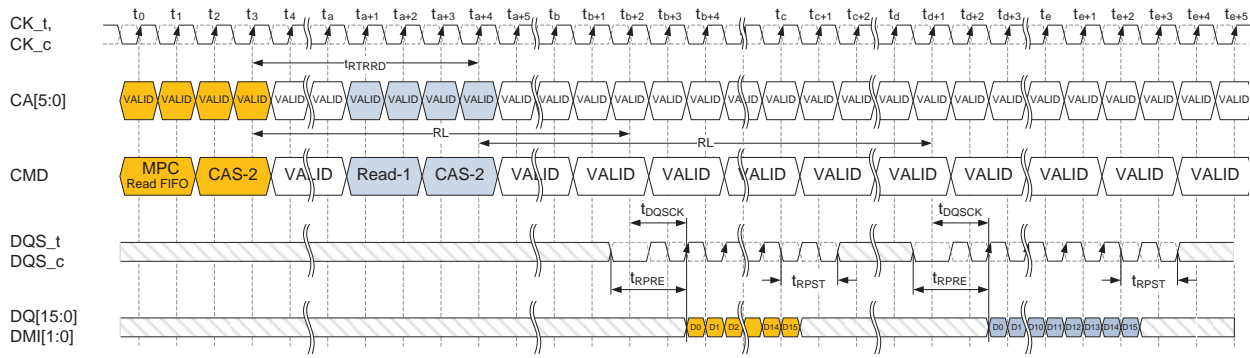 t0 t1 t2 t3 t4 ta ta+1 ta+2 ta+3 ta+4 ta+5 tb tb+1 tb+2 tb+3 tb+4 tc tc+1 tc+2 td td+1 td+2 td+3 te te+1 te+2 te+3 te+4 te+5
CK_t,
CK_c
tRTRRD
CA[5:0] VALID VALID VALID VALID VALID VALID VALID VALID VALID VALID VALID VALID VALID VALID VALID VALID VALID VALID VALID VALID VALID VALID VALID VALID VALID VALID VALID VALID VALID VALID
RL
RL
CMD MPC Read FIFO CAS-2 VALID Read-1 CAS-2 VALID VALID VALID VALID VALID VALID VALID VALID VALID VALID
tDQSCK tDQSCK
DQS_t
DQS_c
tRPRE tRPST tRPRE tRPST
DQ[15:0]
DMI[1:0]
D0 D1 D2 D14 D15 D0 D1 D10 D11 D12 D13 D14 D15